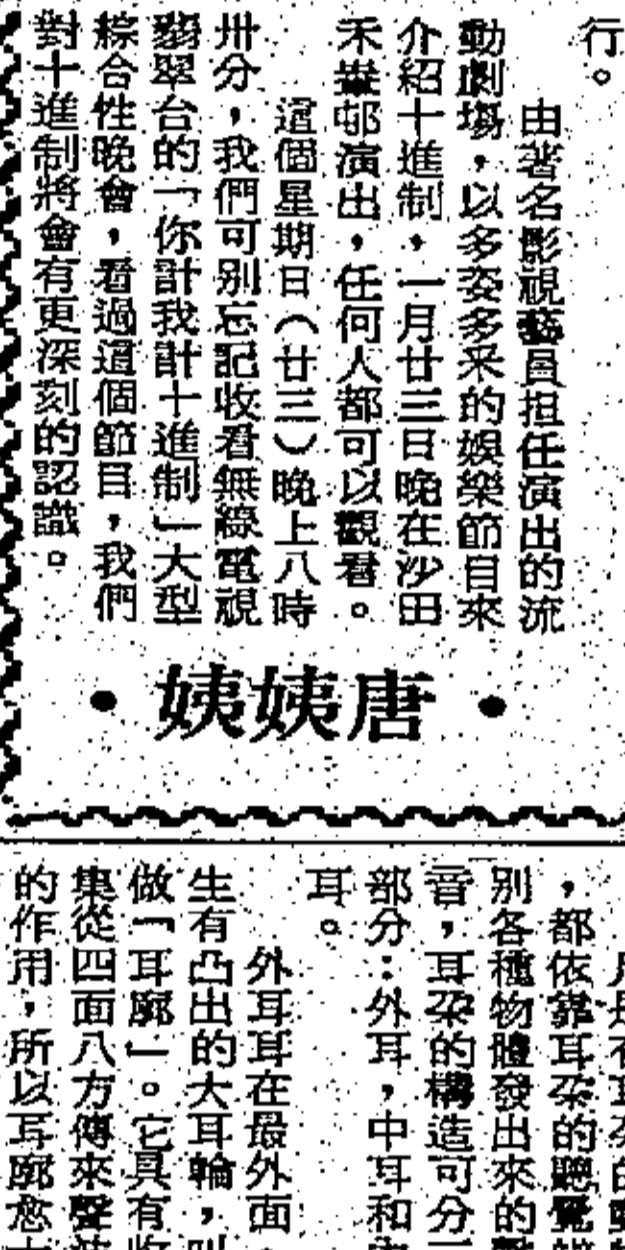 行。
由著名影視藝員担任演出的流
動劇場，以多姿多采的娛樂節目來
介紹十進制，一月廿三日晚在沙田
禾輋邨演出，任何人都可以觀看。
這個星期日（廿三）晚上八時
卅分，我們可别忘記收看無線電視
翡翠台的「你計我計十進制」大型
綜合性晚會，看過這個節目，我們
對十進制將會有更深刻的認識。
•唐姨姨•
，都依靠耳朶的聽覺
别各種物體發出來的
音，耳朶的構造可分
部分：外耳，中耳和
耳。
外耳耳在最外面，
生有凸出的大耳輪，叫
做「耳廓」。它具有收
集從四面八方傳來聲
的作用，所以耳廓愈